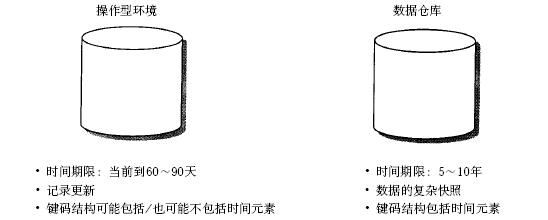 操作型环境
数据仓库
• 时间期限: 当前到60～90天
• 记录更新
• 键码结构可能包括/也可能不包括时间元素
• 时间期限: 5～10年
• 数据的复杂快照
• 键码结构包括时间元素